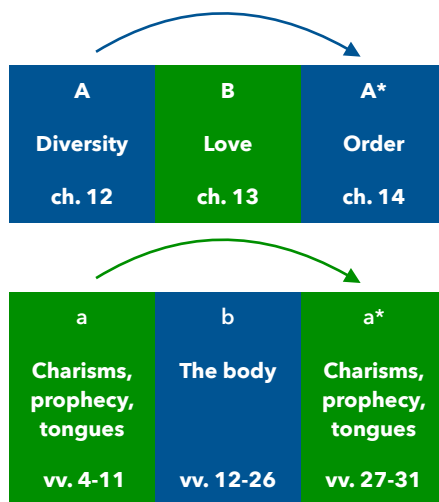 A B A*
Diversity Love Order
ch. 12 ch. 13 ch. 14
a b a*
Charisms, The body Charisms,
prophecy, prophecy,
tongues tongues
vv. 4-11 vv. 12-26 vv. 27-31